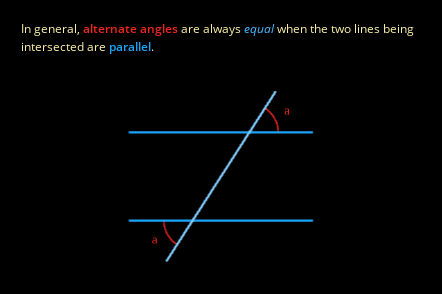 In general, alternate angles are always equal when the two lines being
intersected are parallel.
a
a